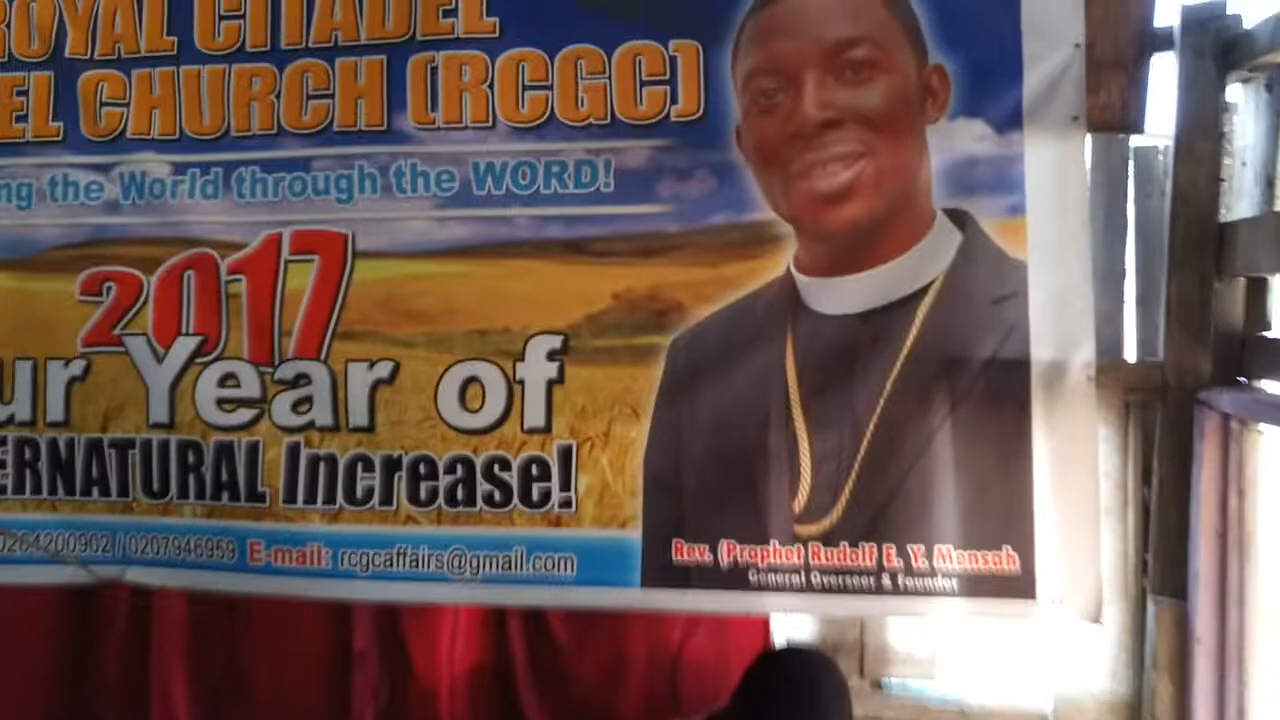 ROYAL CITADEL
EL CHURCH (RCGC)
ng the World through the WORD!
2017
ur Year of
ERNATURAL Increase!
0264200902 / 0207946959 E-mail: rcgcaffairs@gmail.com
Rev. (Prophet Rudolf E. Y. Alensah
General Overseer & Founder